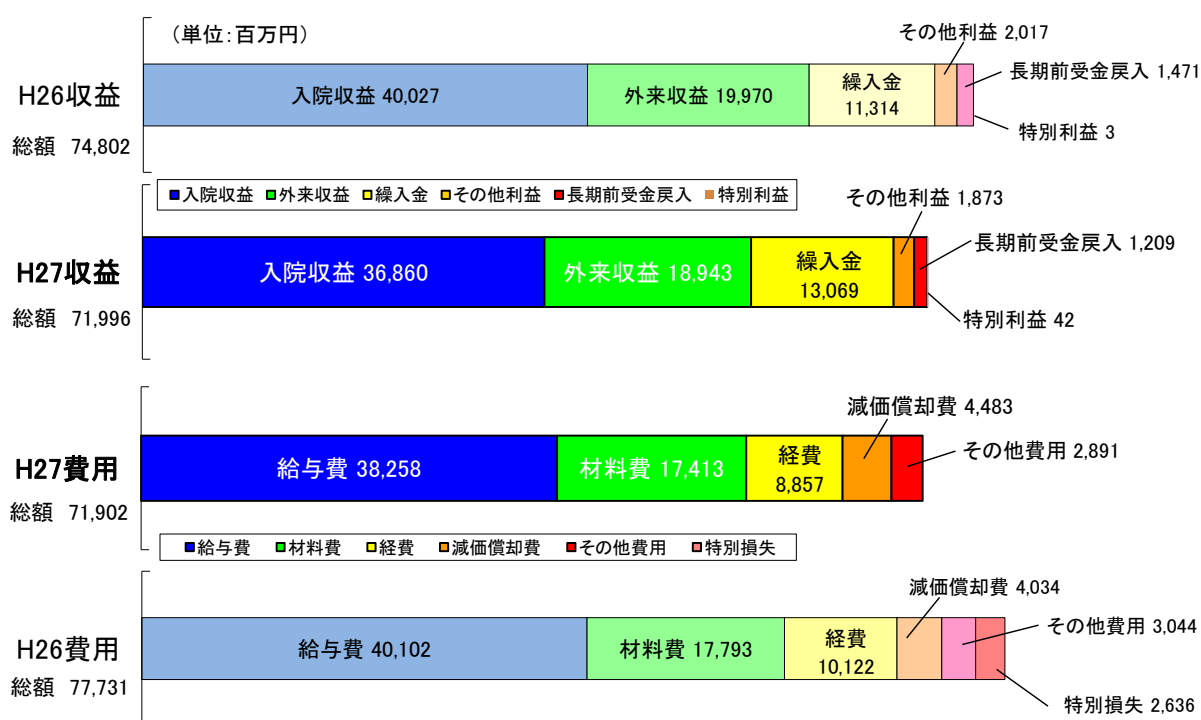 （単位：百万円）
その他利益 2,017
H26収益
総額 74,802
入院収益 40,027
外来収益 19,970
繰入金
11,314
長期前受金戻入 1,471
特別利益 3
入院収益 外来収益 繰入金 その他利益 長期前受金戻入 特別利益
その他利益 1,873
H27収益
総額 71,996
入院収益 36,860
外来収益 18,943
繰入金
13,069
長期前受金戻入 1,209
特別利益 42
減価償却費 4,483
H27費用
総額 71,902
給与費 38,258
材料費 17,413
経費
8,857
その他費用 2,891
給与費 材料費 経費 減価償却費 その他費用 特別損失
減価償却費 4,034
H26費用
総額 77,731
給与費 40,102
材料費 17,793
経費
10,122
その他費用 3,044
特別損失 2,636